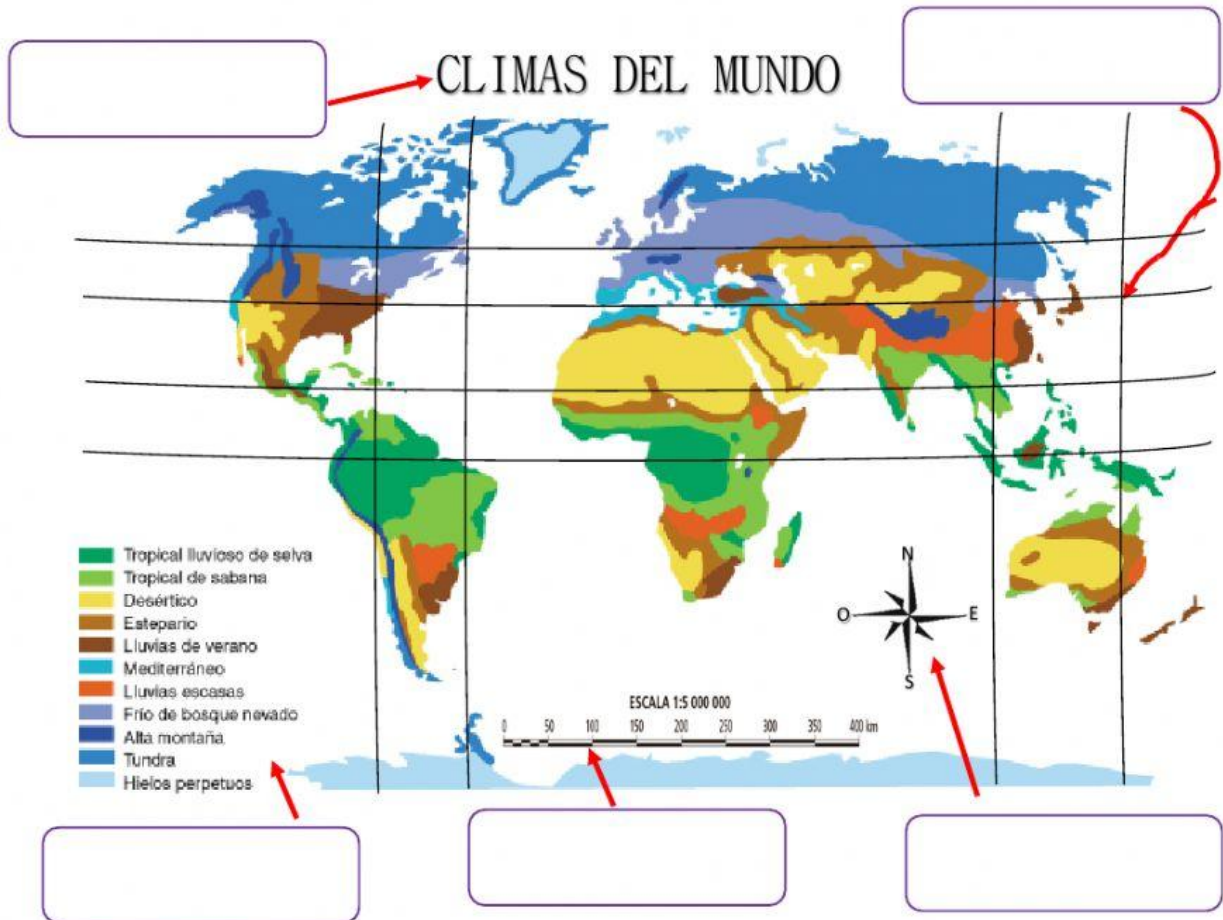 CLIMAS DEL MUNDO
Tropical lluvioso de selva
Tropical de sabana
Desértico
Estepario
Lluvias de verano
Mediterráneo
Lluvias escasas
Frío de bosque nevado
Alta montaña
Tundra
Hielos perpetuos
N
O E
S
ESCALA 1:5 000 000
0 50 100 150 200 250 300 350 400 km